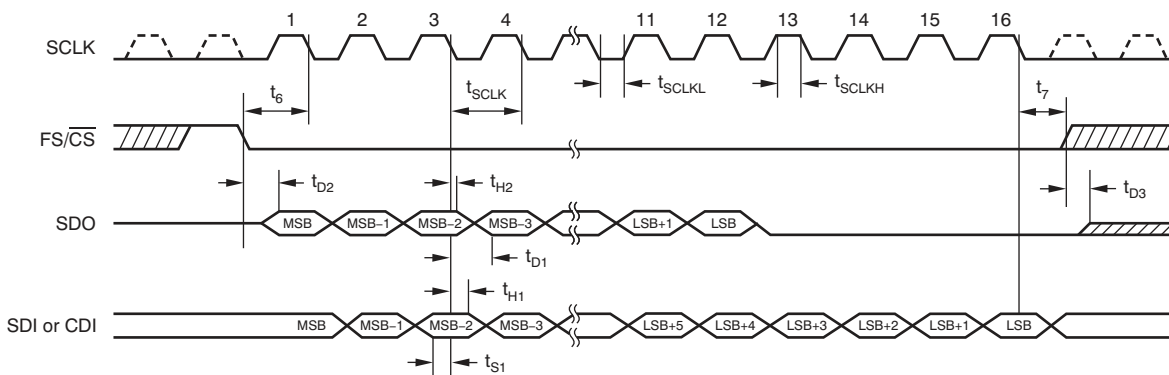 1 2 3 4 11 12 13 14 15 16
SCLK
t6 tSCLK tSCLKL tSCLKH t7
FS/CS
tD2 tH2 tD3
SDO MSB MSB–1 MSB–2 MSB–3 LSB+1 LSB
tD1
tH1
SDI or CDI MSB MSB–1 MSB–2 MSB–3 LSB+5 LSB+4 LSB+3 LSB+2 LSB+1 LSB
tS1